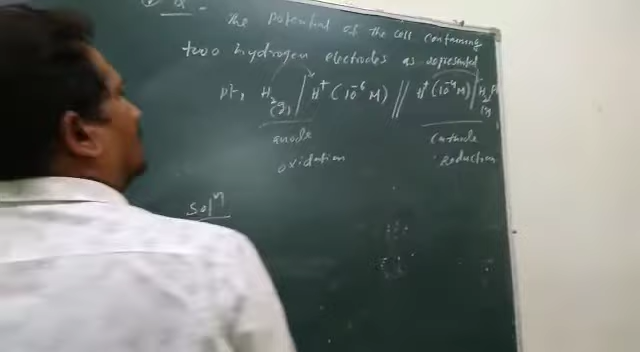 Q. The potential of the cell containing
two hydrogen electrodes as represented
pt, H₂(g) | H⁺ (10⁻⁶ M) || H⁺ (10⁻⁴ M) | H₂
(g)
anode cathode
oxidation reduction
Solⁿ